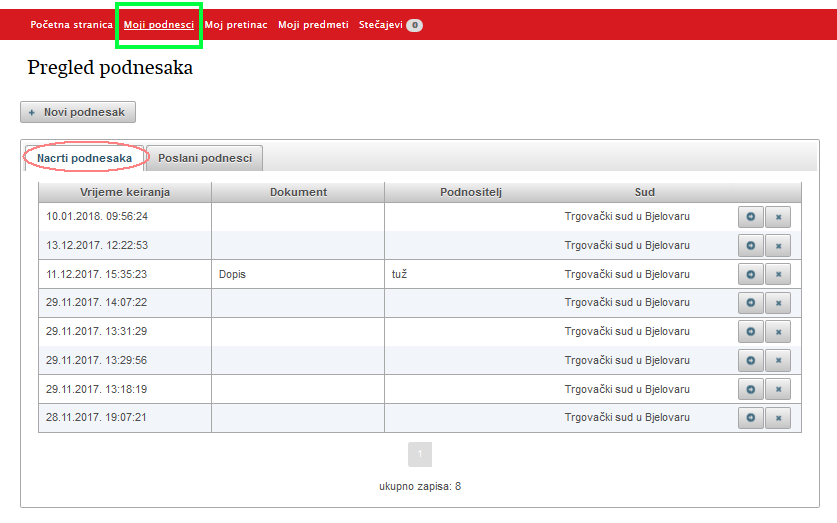 Početna stranica Moji podnesci Moj pretinac Moji predmeti Stečajevi 0
Pregled podnesaka
+ Novi podnesak
Nacrti podnesaka Poslani podnesci
Vrijeme keiranja Dokument Podnositelj Sud
10.01.2018. 09:56:24 Trgovački sud u Bjelovaru
13.12.2017. 12:22:53 Trgovački sud u Bjelovaru
11.12.2017. 15:35:23 Dopis tuž Trgovački sud u Bjelovaru
29.11.2017. 14:07:22 Trgovački sud u Bjelovaru
29.11.2017. 13:31:29 Trgovački sud u Bjelovaru
29.11.2017. 13:29:56 Trgovački sud u Bjelovaru
29.11.2017. 13:18:19 Trgovački sud u Bjelovaru
28.11.2017. 19:07:21 Trgovački sud u Bjelovaru
1
ukupno zapisa: 8